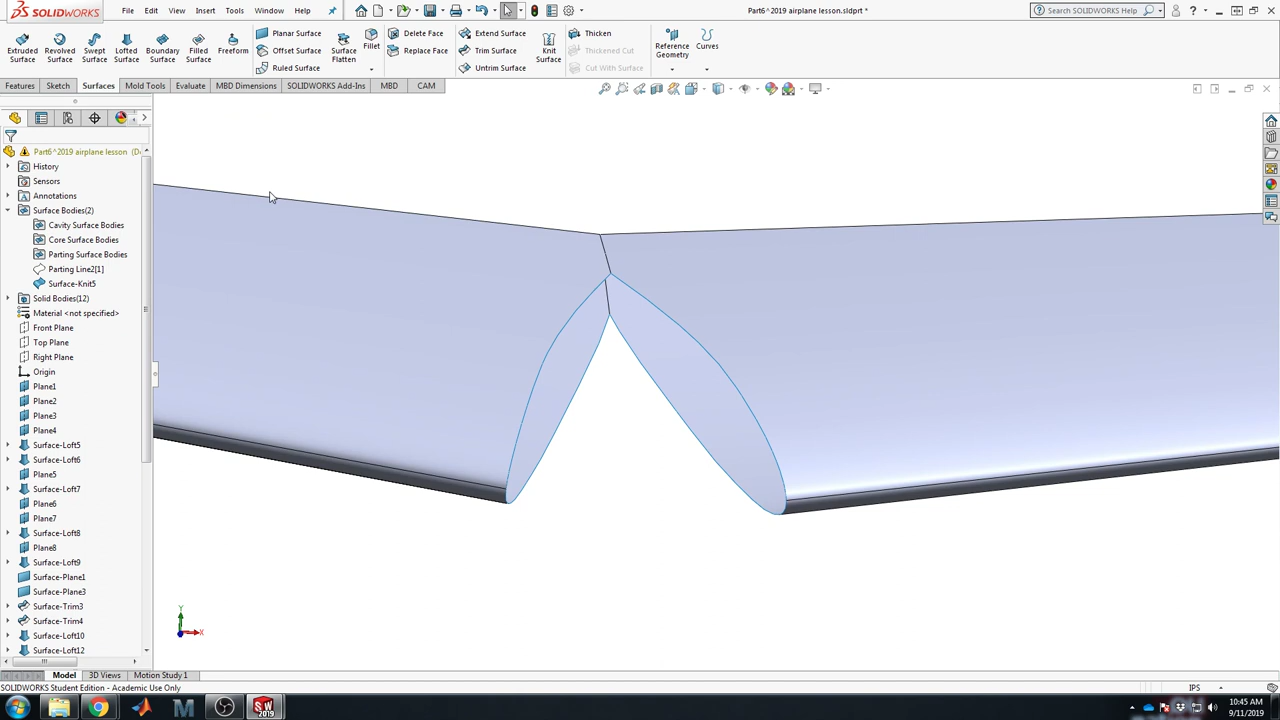 SOLIDWORKS
File Edit View Insert Tools Window Help
Part6^2019 airplane lesson.sldprt *
Search SOLIDWORKS Help
Extruded Surface
Revolved Surface
Swept Surface
Lofted Surface
Boundary Surface
Filled Surface
Freeform
Planar Surface
Offset Surface
Ruled Surface
Surface Flatten
Fillet
Delete Face
Replace Face
Extend Surface
Trim Surface
Untrim Surface
Knit Surface
Thicken
Thickened Cut
Cut With Surface
Reference Geometry
Curves
Features Sketch Surfaces Mold Tools Evaluate MBD Dimensions SOLIDWORKS Add-Ins MBD CAM
Part6^2019 airplane lesson (D
History
Sensors
Annotations
Surface Bodies(2)
Cavity Surface Bodies
Core Surface Bodies
Parting Surface Bodies
Parting Line2[1]
Surface-Knit5
Solid Bodies(12)
Material <not specified>
Front Plane
Top Plane
Right Plane
Origin
Plane1
Plane2
Plane3
Plane4
Surface-Loft5
Surface-Loft6
Plane5
Surface-Loft7
Plane6
Plane7
Surface-Loft8
Plane8
Surface-Loft9
Surface-Plane1
Surface-Plane3
Surface-Trim3
Surface-Trim4
Surface-Loft10
Surface-Loft12
Y
X
Model 3D Views Motion Study 1
SOLIDWORKS Student Edition - Academic Use Only
IPS
SW 2019
10:45 AM
9/11/2019